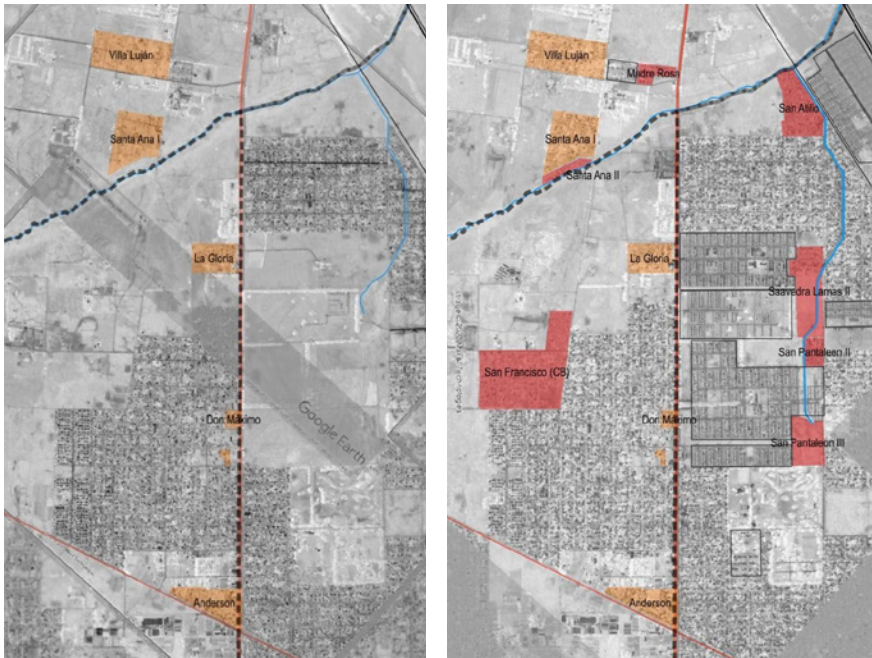 Villa Luján
Santa Ana I
La Gloria
Don Máximo
Google Earth
Anderson
Villa Luján
Madre Rosa
San Atilio
Santa Ana I
Santa Ana II
La Gloria
Saavedra Lamas II
San Pantaleon II
San Francisco (CB)
Don Máximo
San Pantaleon III
Anderson